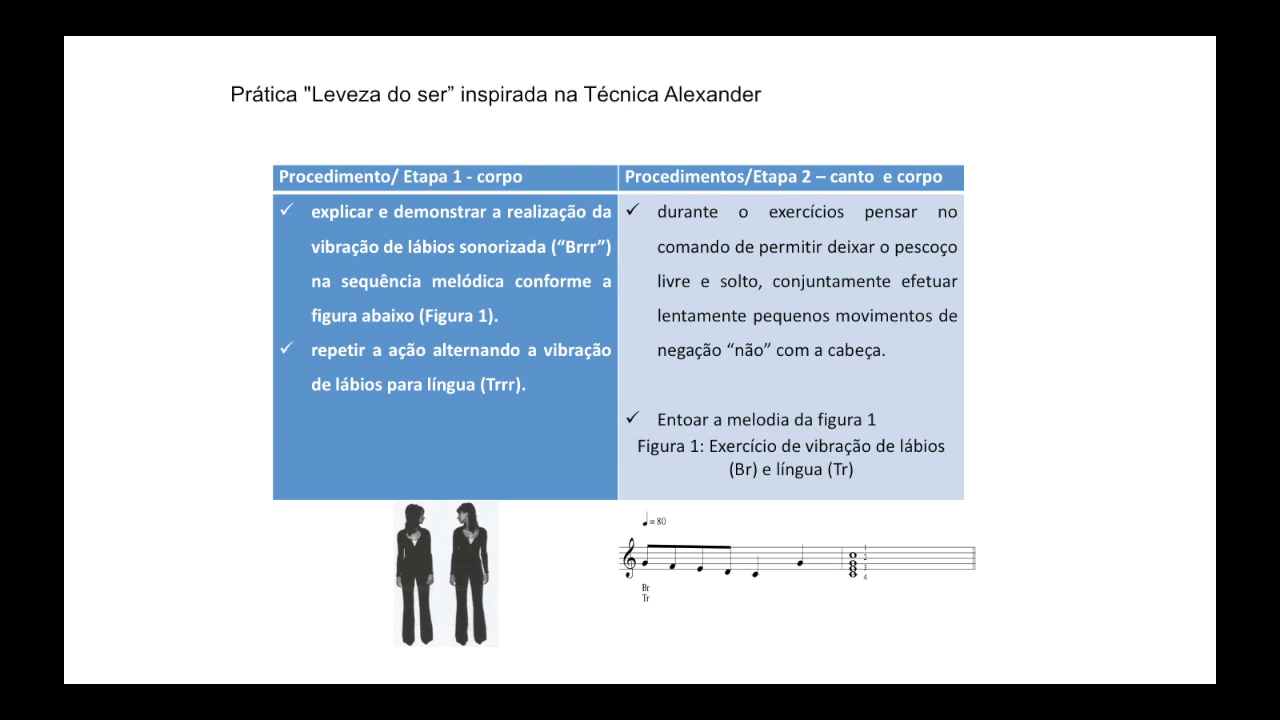 Prática "Leveza do ser” inspirada na Técnica Alexander
Procedimento/ Etapa 1 - corpo
explicar e demonstrar a realização da
vibração de lábios sonorizada (“Brrr”)
na sequência melódica conforme a
figura abaixo (Figura 1).
repetir a ação alternando a vibração
de lábios para língua (Trrr).
Procedimentos/Etapa 2 – canto e corpo
durante o exercícios pensar no
comando de permitir deixar o pescoço
livre e solto, conjuntamente efetuar
lentamente pequenos movimentos de
negação “não” com a cabeça.
Entoar a melodia da figura 1
Figura 1: Exercício de vibração de lábios
(Br) e língua (Tr)
= 80
1
2
3
4
Br
Tr